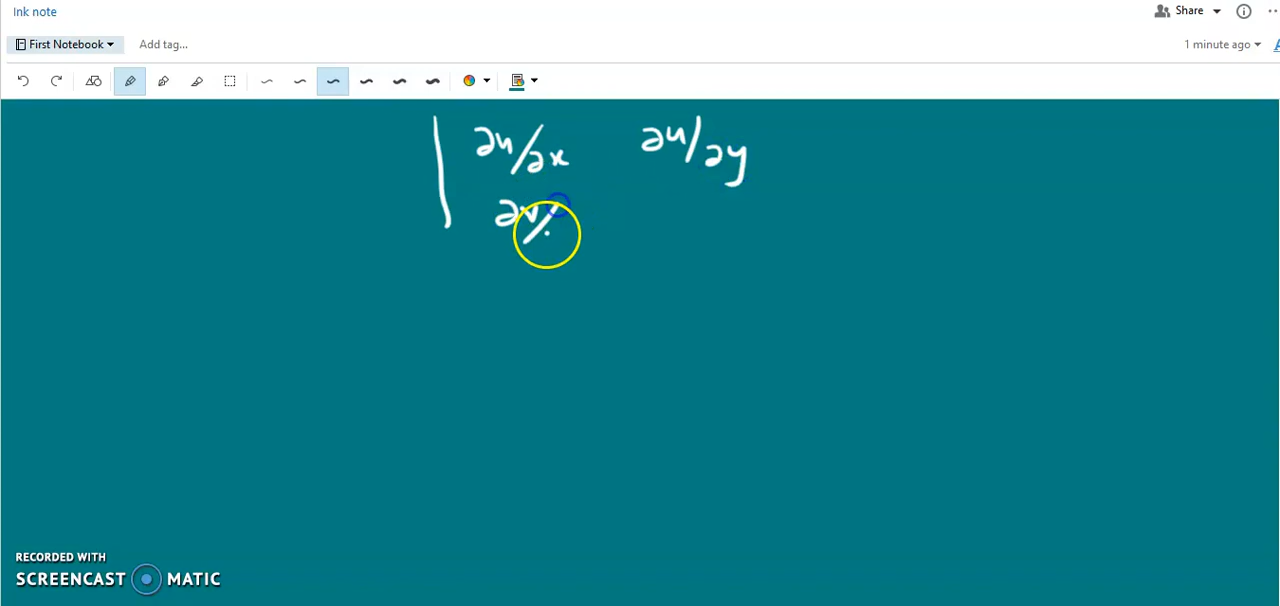 Ink note
Share
First Notebook
Add tag...
1 minute ago
| ∂u/∂x ∂u/∂y
∂v/
RECORDED WITH
SCREENCAST MATIC